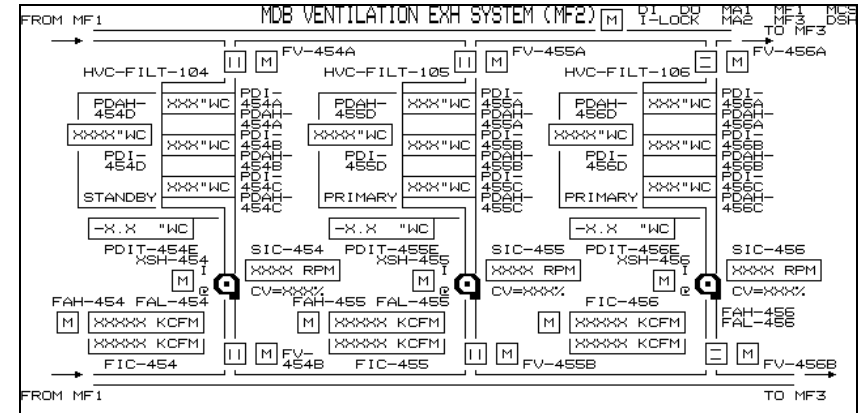 FROM MF1
MDB VENTILATION EXH SYSTEM (MF2)
M
DI DO MA1 MF1 MCS
I-LOCK MA2 MF3 DSH
TO MF3
M FV-454A
M FV-455A
M FV-456A
HVC-FILT-104
HVC-FILT-105
HVC-FILT-106
PDAH-
454D
XXXX"WC
PDI-
454D
STANDBY
XXX"WC
XXX"WC
XXX"WC
PDI-
454A
PDAH-
454A
PDI-
454B
PDAH-
454B
PDI-
454C
PDAH-
454C
PDAH-
455D
XXXX"WC
PDI-
455D
PRIMARY
XXX"WC
XXX"WC
XXX"WC
PDI-
455A
PDAH-
455A
PDI-
455B
PDAH-
455B
PDI-
455C
PDAH-
455C
PDAH-
456D
XXXX"WC
PDI-
456D
PRIMARY
XXX"WC
XXX"WC
XXX"WC
PDI-
456A
PDAH-
456A
PDI-
456B
PDAH-
456B
PDI-
456C
PDAH-
456C
-X.X "WC
PDIT-454E
XSH-454
M I
@
SIC-454
XXXX RPM
CV=XXX%
FAH-454 FAL-454
M XXXXX KCFM
XXXXX KCFM
FIC-454
M FV-
454B
-X.X "WC
PDIT-455E
XSH-455
M I
@
SIC-455
XXXX RPM
CV=XXX%
FAH-455 FAL-455
M XXXXX KCFM
XXXXX KCFM
FIC-455
M FV-455B
-X.X "WC
PDIT-456E
XSH-456
M I
@
SIC-456
XXXX RPM
CV=XXX%
FIC-456
FAH-456
FAL-456
M XXXXX KCFM
XXXXX KCFM
M FV-456B
FROM MF1
TO MF3